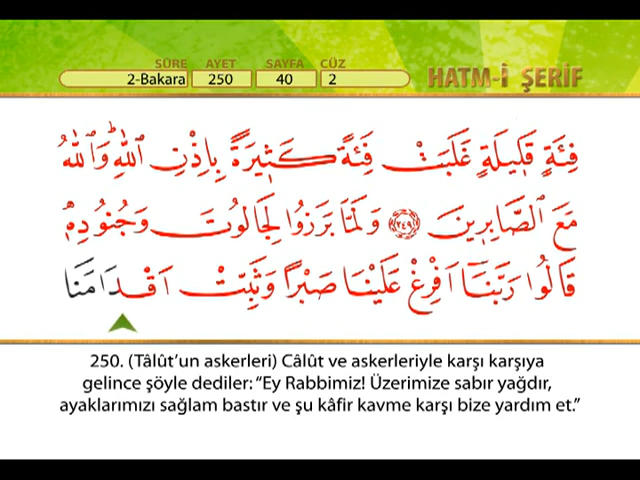 SÛRE AYET SAYFA CÜZ
2-Bakara 250 40 2
HATM-İ ŞERİF
فِئَةٍ قَلِيلَةٍ غَلَبَتْ فِئَةً كَثِيرَةً بِاِذْنِ اللّٰهِۜ وَاللّٰهُ
مَعَ الصَّابِرِينَ ﴿٢٤٩﴾ وَلَمَّا بَرَزُوا لِجَالُوتَ وَجُنُودِهِ
قَالُوا رَبَّنَٓا اَفْرِغْ عَلَيْنَا صَبْرًا وَثَبِّتْ اَقْدَامَنَا
250. (Tâlût’un askerleri) Câlût ve askerleriyle karşı karşıya
gelince şöyle dediler: “Ey Rabbimiz! Üzerimize sabır yağdır,
ayaklarımızı sağlam bastır ve şu kâfir kavme karşı bize yardım et.”